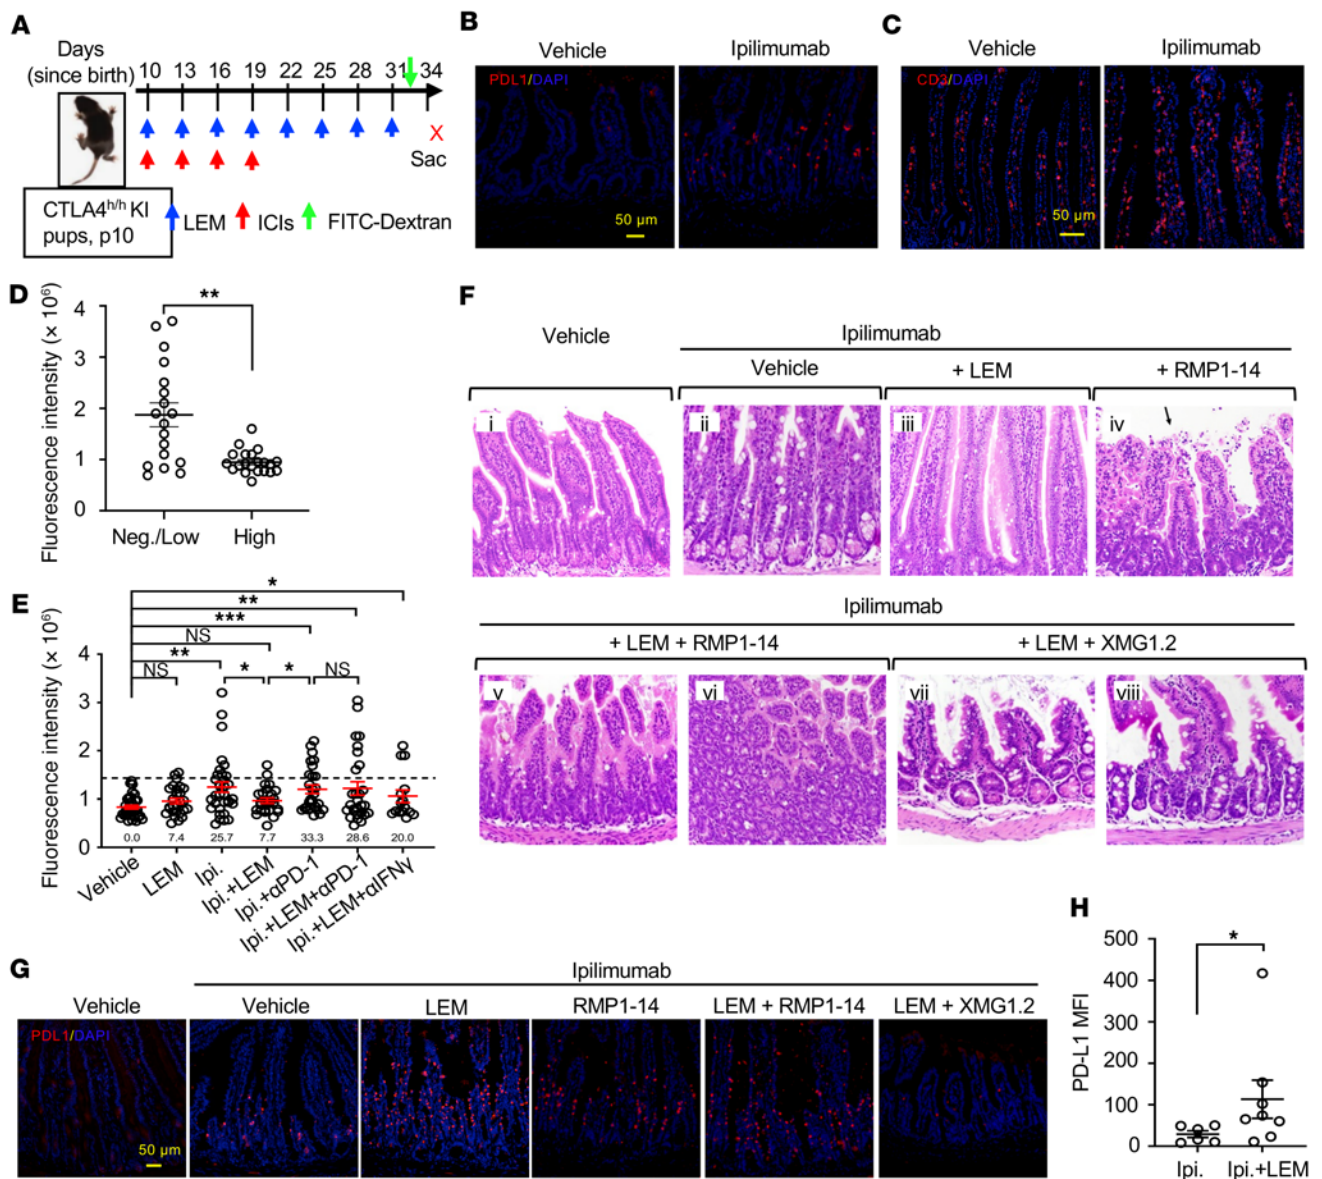 A
Days
(since birth) 10 13 16 19 22 25 28 31 34
X
Sac
CTLA4h/h KI
pups, p10
LEM ICIs FITC-Dextran
B
Vehicle Ipilimumab
PDL1/DAPI
50 µm
C
Vehicle Ipilimumab
CD3/DAPI
50 µm
D
Fluorescence intensity (× 10⁶)
4
3
2
1
0
**
Neg./Low High
E
Fluorescence intensity (× 10⁶)
4
3
2
1
0
*
**
***
NS
**
NS * * NS
0.0 7.4 25.7 7.7 33.3 28.6 20.0
Vehicle
LEM
Ipi.
Ipi.+LEM
Ipi.+αPD-1
Ipi.+LEM+αPD-1
Ipi.+LEM+αIFNγ
F
Vehicle
Ipilimumab
Vehicle + LEM + RMP1-14
i ii iii iv
Ipilimumab
+ LEM + RMP1-14 + LEM + XMG1.2
v vi vii viii
G
Ipilimumab
Vehicle Vehicle LEM RMP1-14 LEM + RMP1-14 LEM + XMG1.2
PDL1/DAPI
50 µm
H
PD-L1 MFI
500
400
300
200
100
0
*
Ipi. Ipi.+LEM